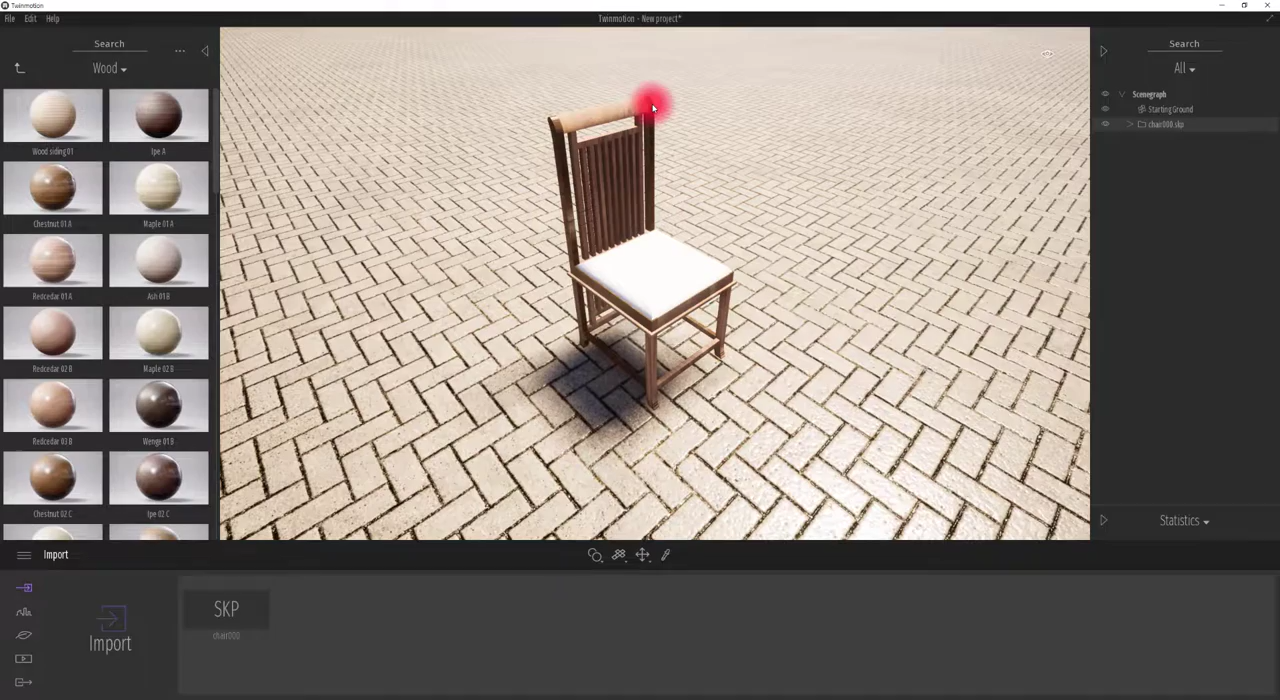 Twinmotion
File Edit Help
Twinmotion - New project*
Search
...
Wood
Wood siding 01
Ipe A
Chestnut 01 A
Maple 01 A
Redcedar 01 A
Ash 01 B
Redcedar 02 B
Maple 02 B
Redcedar 03 B
Wenge 01 B
Chestnut 02 C
Ipe 02 C
Search
All
Scenegraph
Starting Ground
chair000.skp
Statistics
Import
Import
SKP
chair000